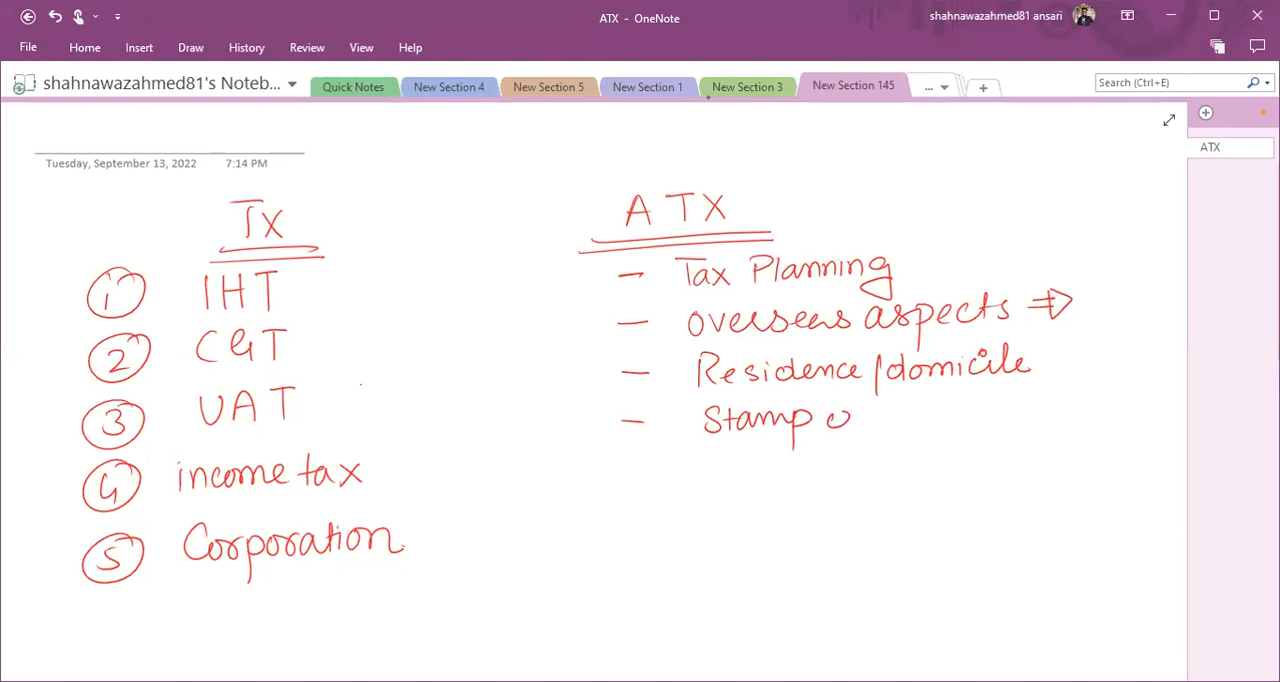 ATX - OneNote
shahnawazahmed81 ansari
File Home Insert Draw History Review View Help
shahnawazahmed81's Noteb... Quick Notes New Section 4 New Section 5 New Section 1 New Section 3 New Section 145 ... Search (Ctrl+E)
ATX
Tuesday, September 13, 2022 7:14 PM
TX
1 IHT
2 CGT
3 VAT
4 income tax
5 Corporation
ATX
- Tax Planning
- overseas aspects ⇒
- Residence/domicile
- Stamp